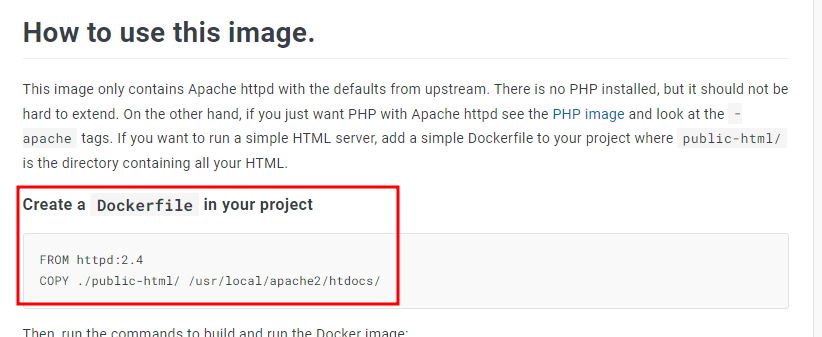 How to use this image.
This image only contains Apache httpd with the defaults from upstream. There is no PHP installed, but it should not be
hard to extend. On the other hand, if you just want PHP with Apache httpd see the PHP image and look at the -
apache tags. If you want to run a simple HTML server, add a simple Dockerfile to your project where public-html/
is the directory containing all your HTML.
Create a Dockerfile in your project
FROM httpd:2.4
COPY ./public-html/ /usr/local/apache2/htdocs/
Then, run the commands to build and run the Docker image: